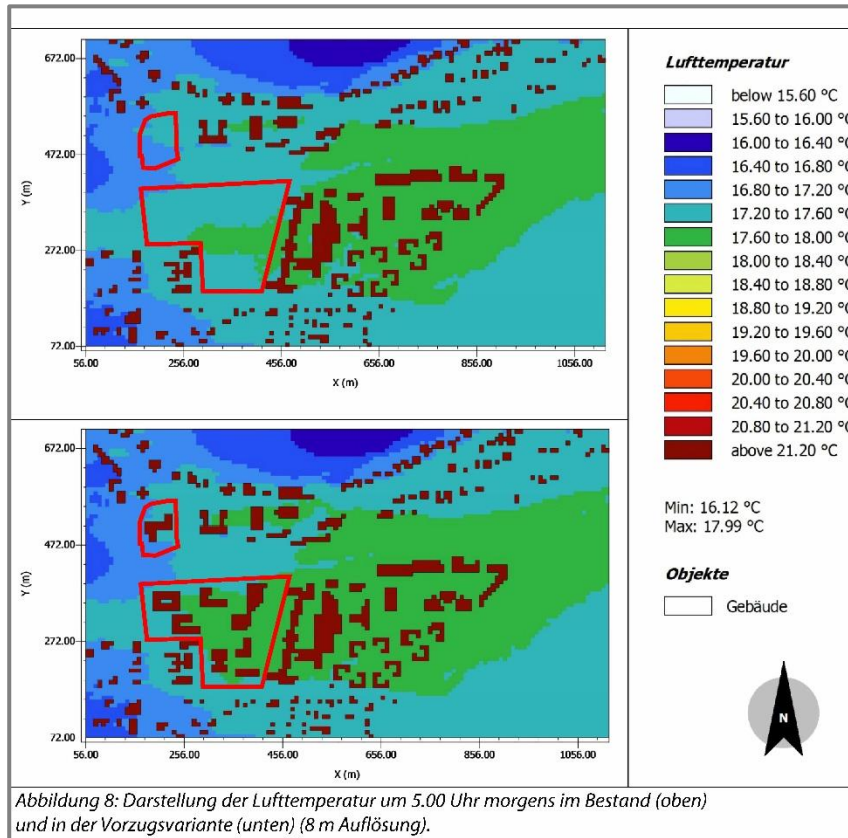 672.00
472.00
272.00
72.00
Y (m)
56.00 256.00 456.00 656.00 856.00 1056.00
X (m)
672.00
472.00
272.00
72.00
Y (m)
56.00 256.00 456.00 656.00 856.00 1056.00
X (m)
Lufttemperatur
below 15.60 °C
15.60 to 16.00 °C
16.00 to 16.40 °C
16.40 to 16.80 °C
16.80 to 17.20 °C
17.20 to 17.60 °C
17.60 to 18.00 °C
18.00 to 18.40 °C
18.40 to 18.80 °C
18.80 to 19.20 °C
19.20 to 19.60 °C
19.60 to 20.00 °C
20.00 to 20.40 °C
20.40 to 20.80 °C
20.80 to 21.20 °C
above 21.20 °C
Min: 16.12 °C
Max: 17.99 °C
Objekte
Gebäude
N
Abbildung 8: Darstellung der Lufttemperatur um 5.00 Uhr morgens im Bestand (oben)
und in der Vorzugsvariante (unten) (8 m Auflösung).